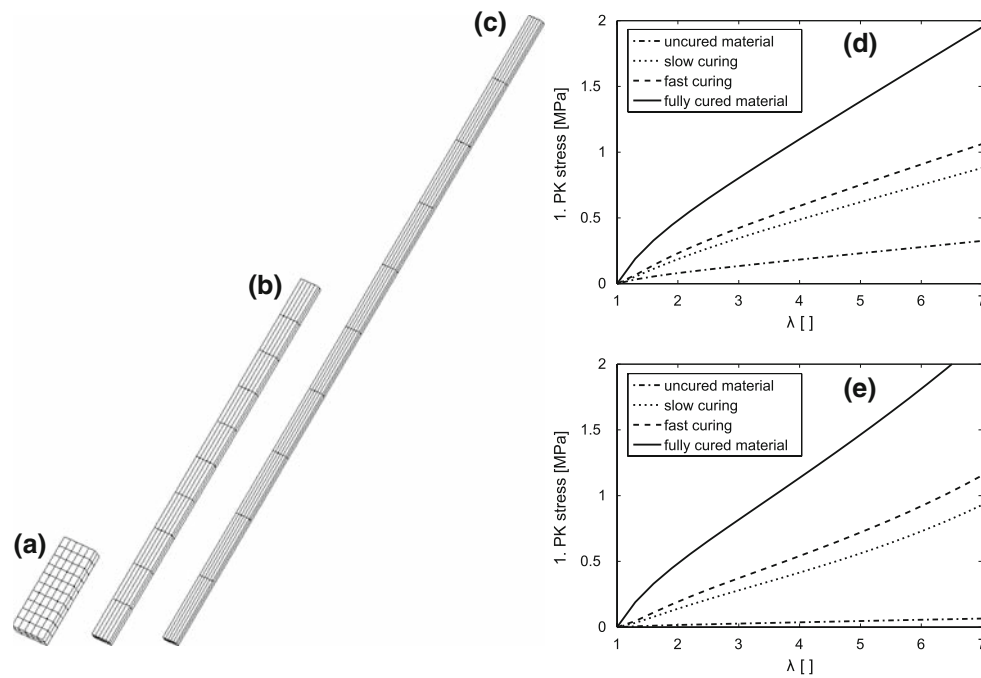 (a)
(b)
(c)
(d)
uncured material
slow curing
fast curing
fully cured material
1. PK stress [MPa]
2
1.5
1
0.5
0
1 2 3 4 5 6 7
λ [ ]
(e)
uncured material
slow curing
fast curing
fully cured material
1. PK stress [MPa]
2
1.5
1
0.5
0
1 2 3 4 5 6 7
λ [ ]